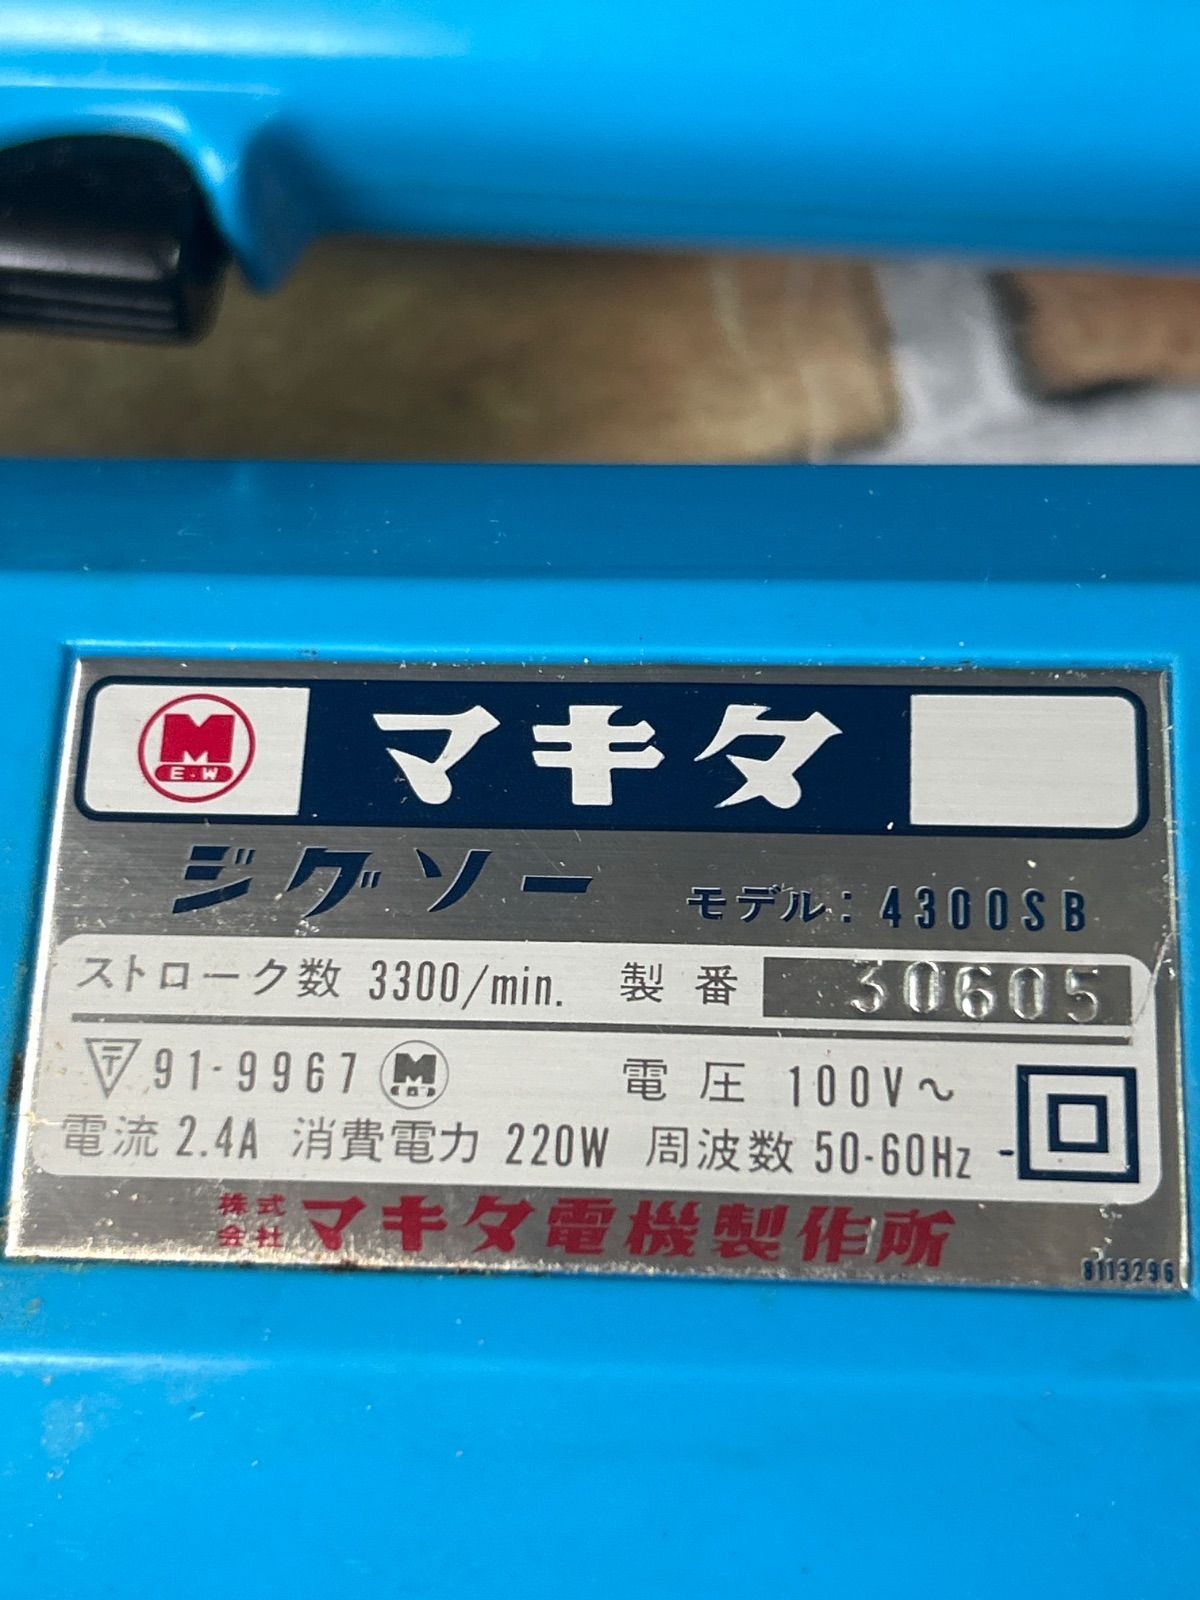 M
E・W
マキタ
ジグソー モデル: 4300SB
ストローク数 3300/min. 製番 30605
〒 91-9967 M 電圧 100V～
電流 2.4A 消費電力 220W 周波数 50-60Hz
株式会社 マキタ電機製作所
8113296